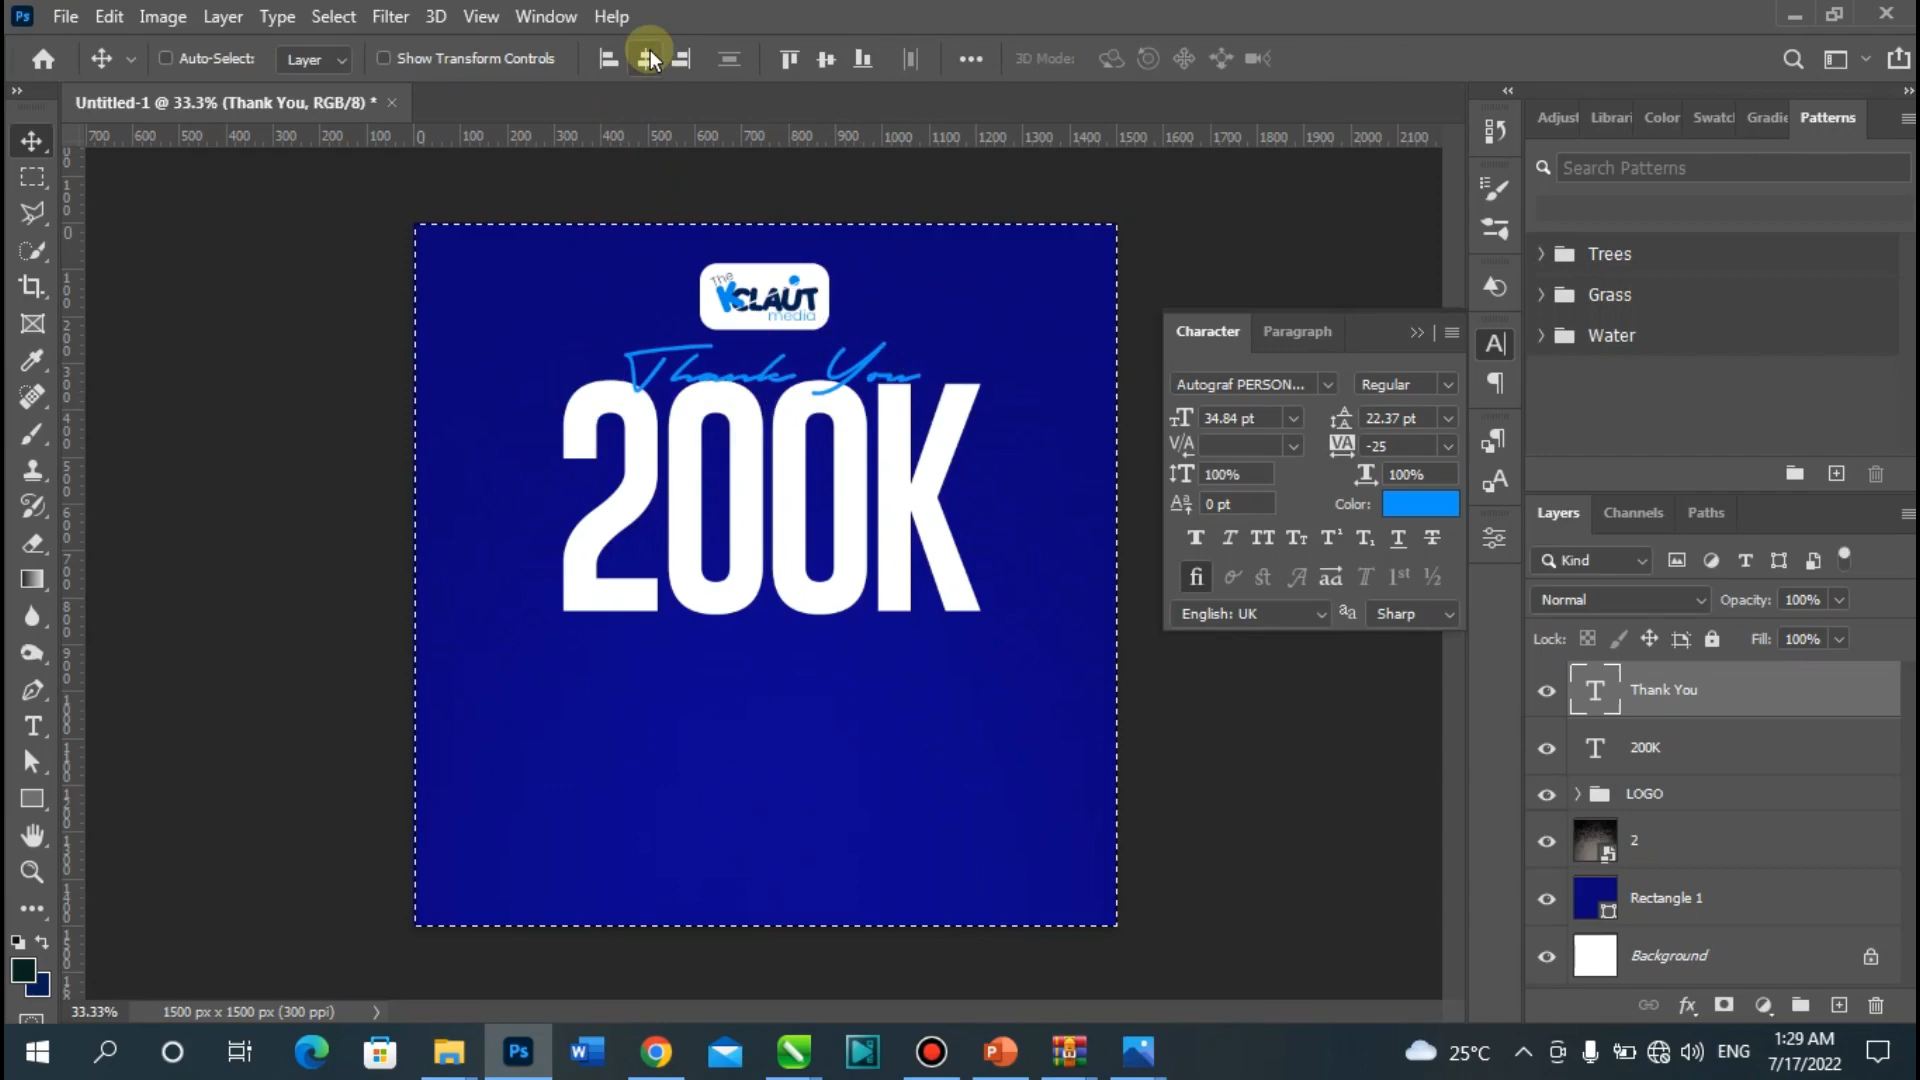 Ps File Edit Image Layer Type Select Filter 3D View Window Help
Auto-Select: Layer Show Transform Controls 3D Mode:
Untitled-1 @ 33.3% (Thank You, RGB/8) * ×
Adjust Librari Color Swatc Gradie Patterns
700 600 500 400 300 200 100 0 100 200 300 400 500 600 700 800 900 1000 1100 1200 1300 1400 1500 1600 1700 1800 1900 2000 2100
Search Patterns
Trees
Grass
Water
The
KCLAUT
media
Thank You
200K
Character Paragraph
Autograf PERSON... Regular
34.84 pt 22.37 pt
-25
100% 100%
0 pt Color:
English: UK aa Sharp
Layers Channels Paths
Kind
Normal Opacity: 100%
Lock: Fill: 100%
Thank You
200K
LOGO
2
Rectangle 1
Background
33.33% 1500 px x 1500 px (300 ppi)
25°C ENG 1:29 AM
7/17/2022